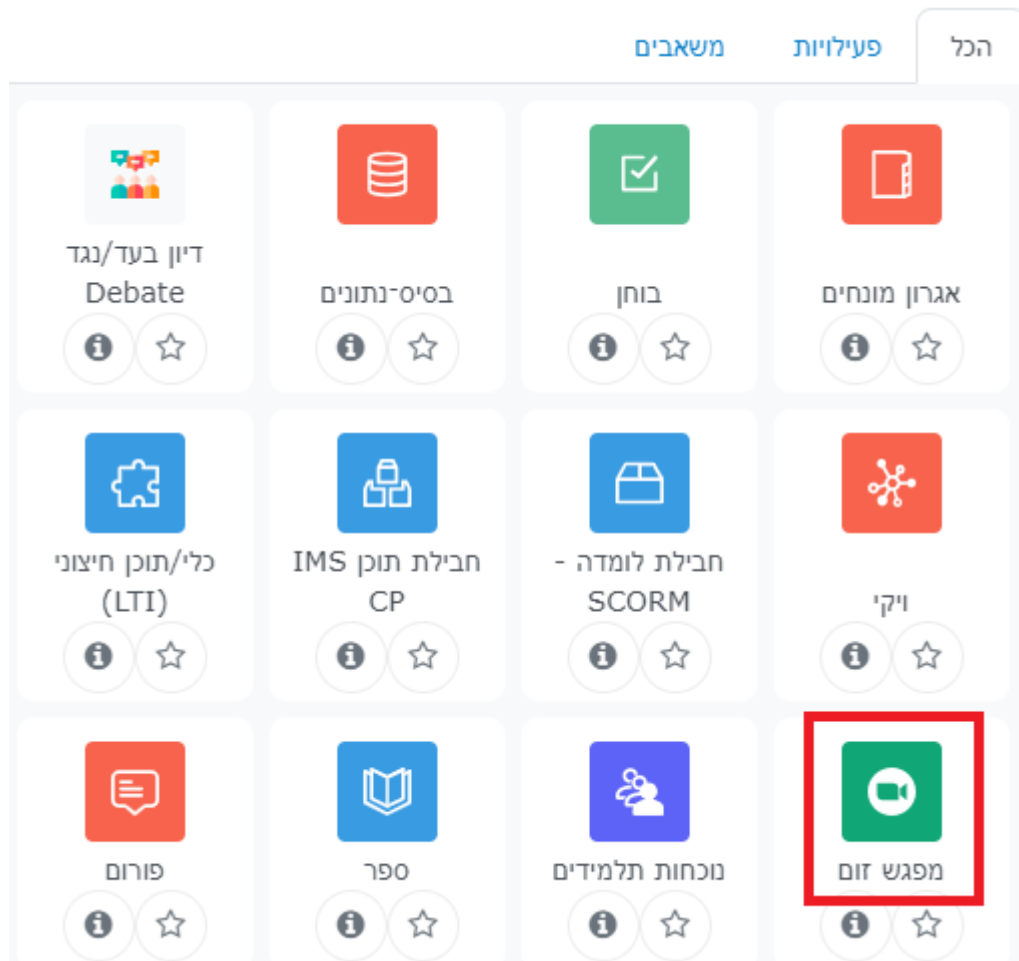 הכל
פעילויות
משאבים
אגרון מונחים
בוחן
בסיס־נתונים
דיון בעד/נגד
Debate
ויקי
חבילת לומדה -
SCORM
חבילת תוכן IMS
CP
כלי/תוכן חיצוני
(LTI)
מפגש זום
נוכחות תלמידים
ספר
פורום